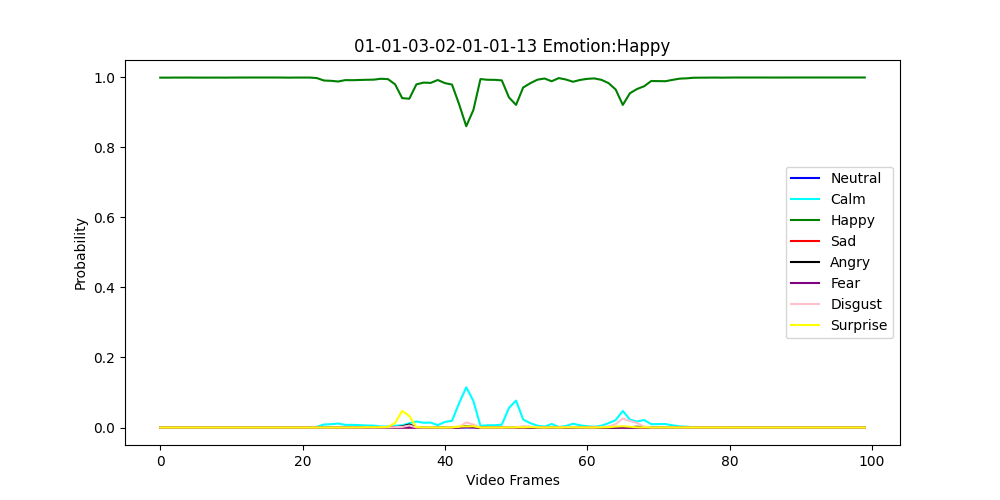 01-01-03-02-01-01-13 Emotion:Happy
1.0
0.8
0.6
0.4
0.2
0.0
Probability
0
20
40
60
80
100
Video Frames
Neutral
Calm
Happy
Sad
Angry
Fear
Disgust
Surprise